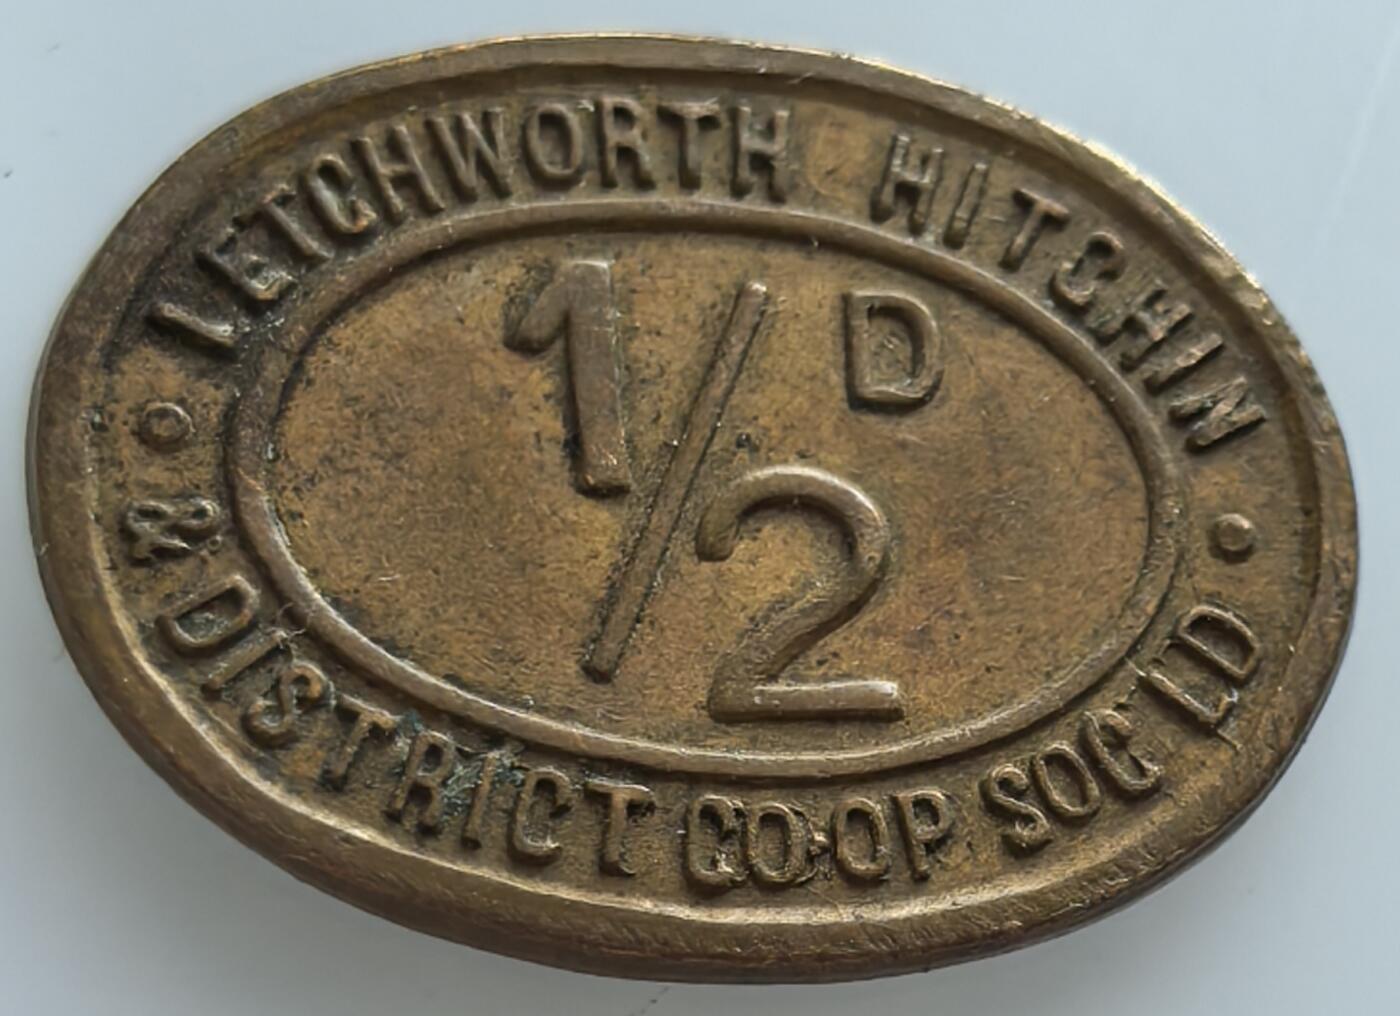 LETCHWORTH HITCHIN
1/2 D
& DISTRICT CO-OP SOC LD